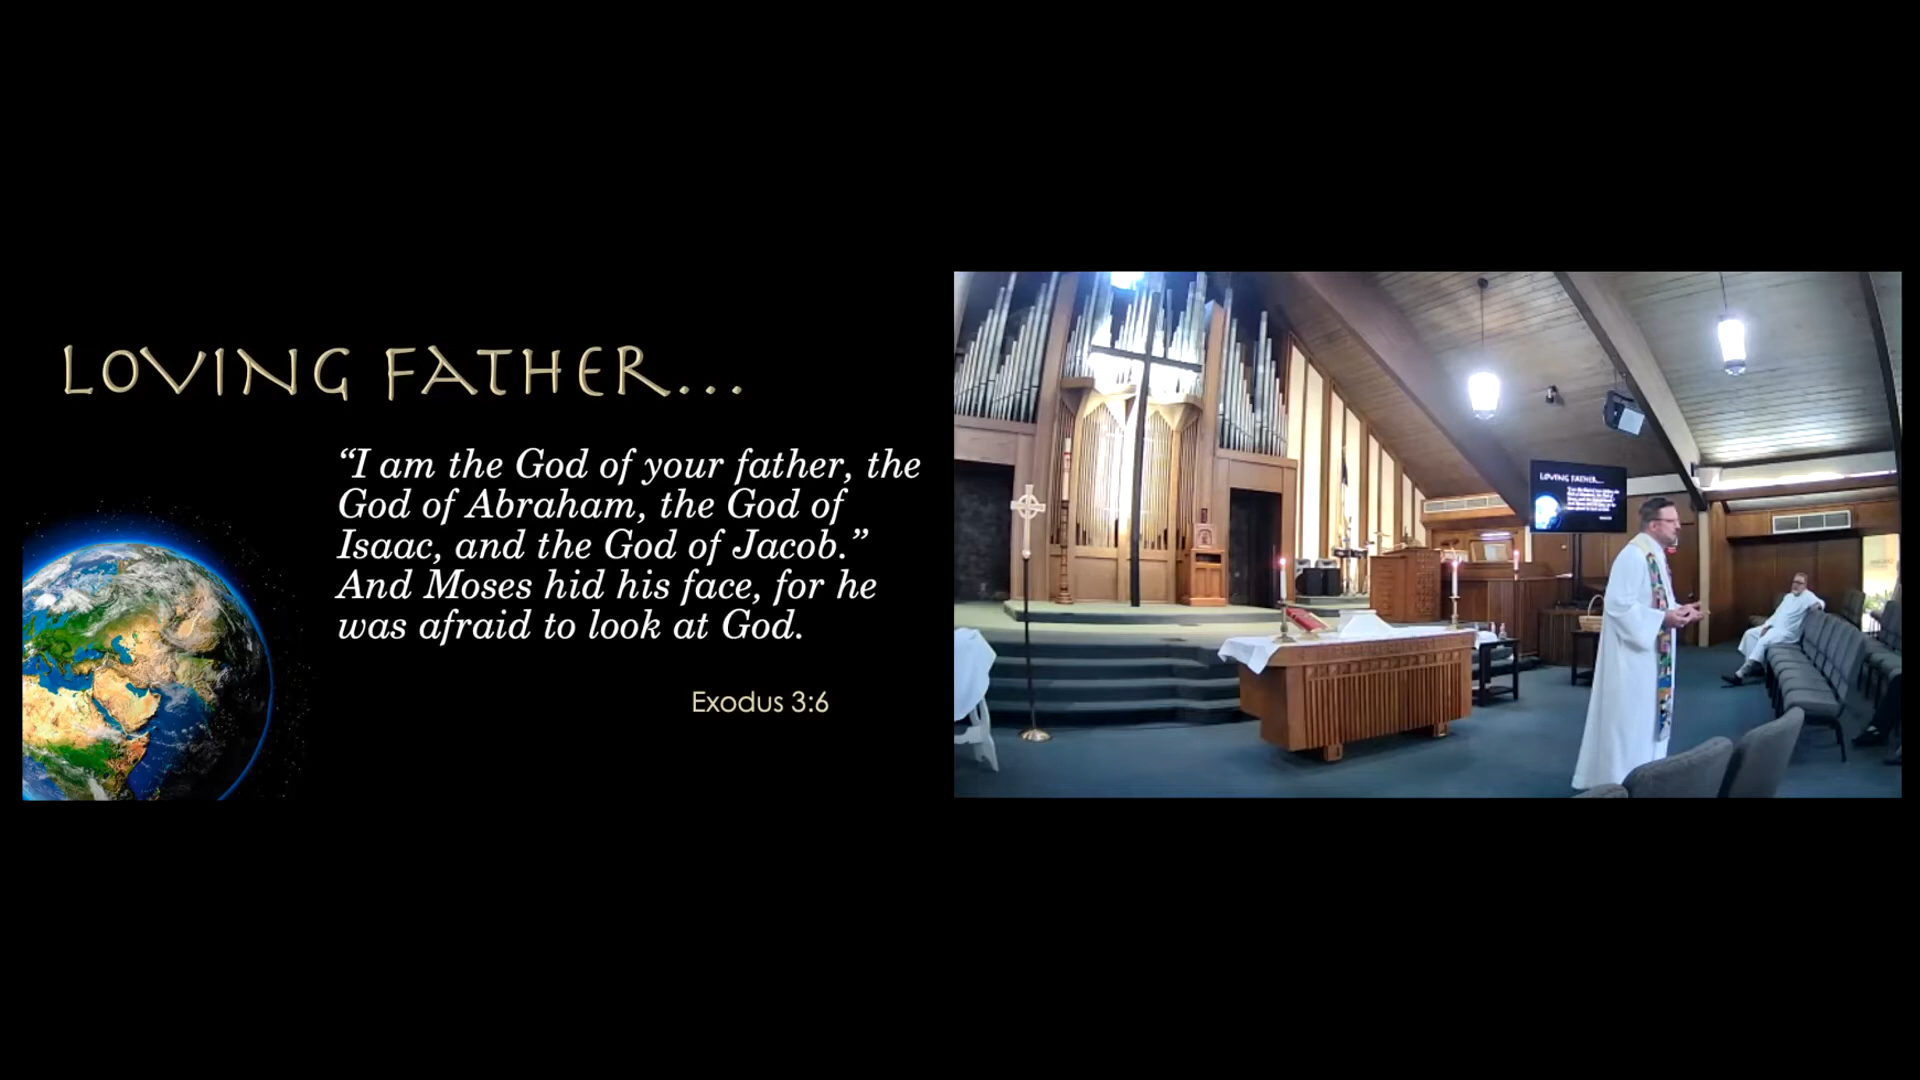 LOVING FATHER...
“I am the God of your father, the
God of Abraham, the God of
Isaac, and the God of Jacob.”
And Moses hid his face, for he
was afraid to look at God.
Exodus 3:6
LOVING FATHER...